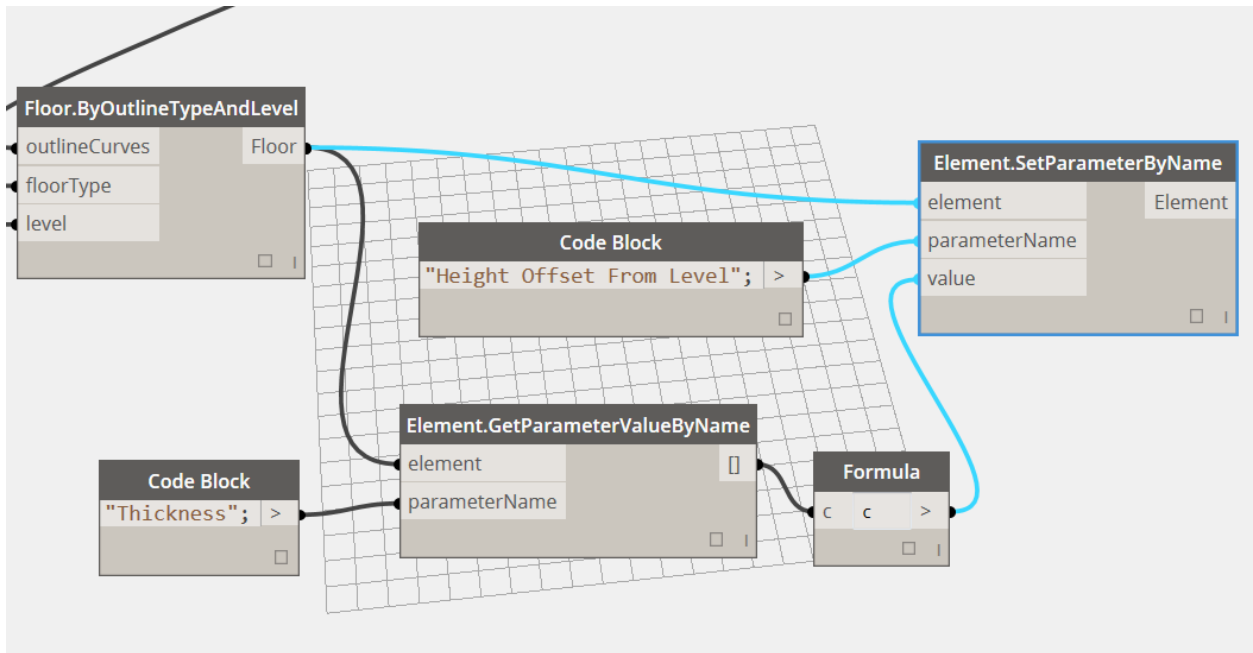 Floor.ByOutlineTypeAndLevel
outlineCurves Floor
floorType
level
Element.SetParameterByName
element Element
parameterName
value
Code Block
"Height Offset From Level"; >
Element.GetParameterValueByName
element []
parameterName
Code Block
"Thickness"; >
Formula
c c >